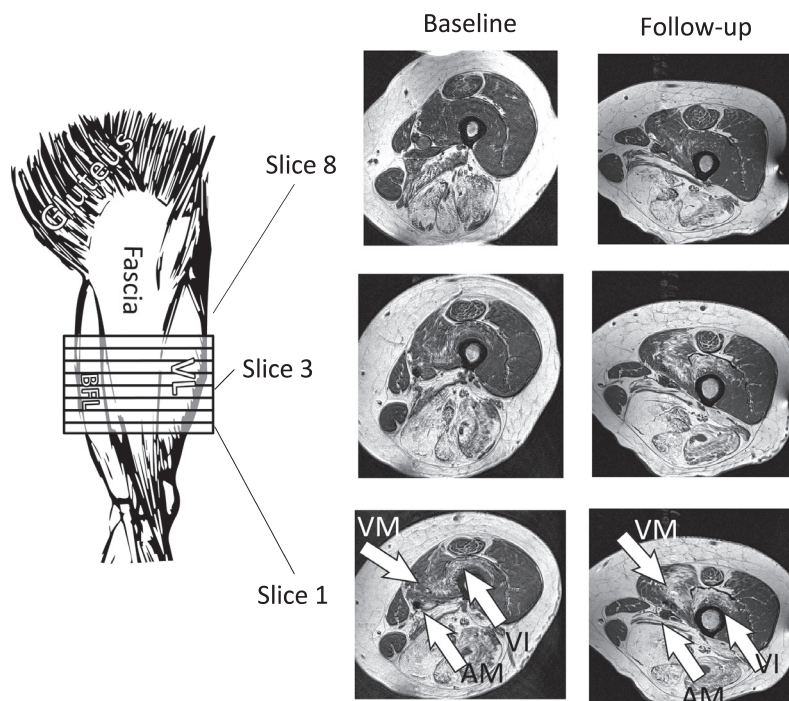 Baseline
Follow-up
Gluteus
Fascia
VL
BFL
Slice 8
Slice 3
Slice 1
VM
VI
AM
VM
VI
AM